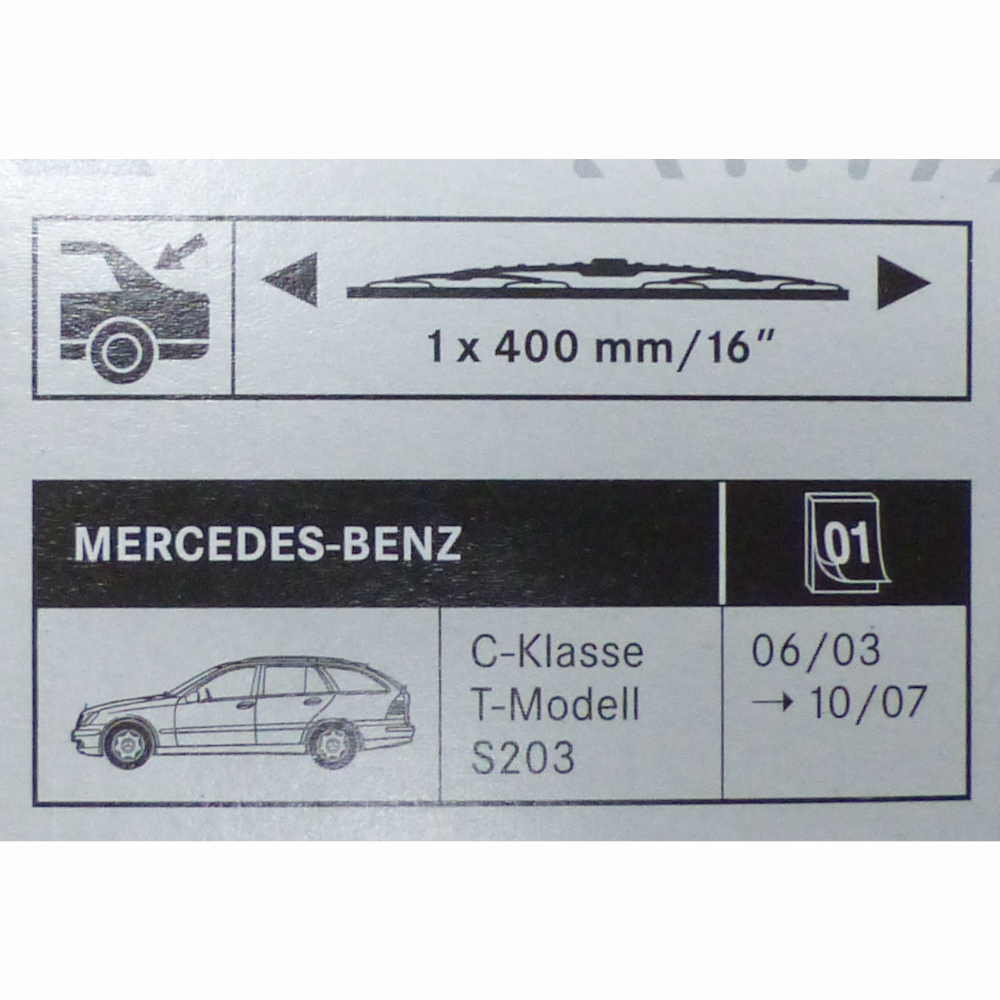 1 x 400 mm/16″
MERCEDES-BENZ
01
C-Klasse
T-Modell
S203
06/03
→ 10/07